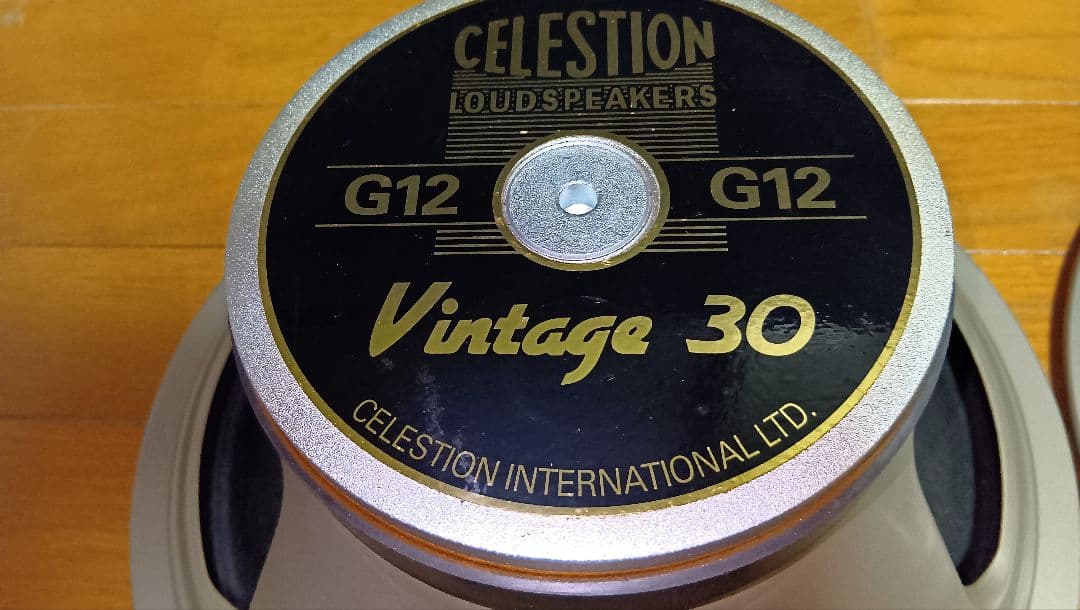 CELESTION
LOUDSPEAKERS
G12 G12
Vintage 30
CELESTION INTERNATIONAL LTD.